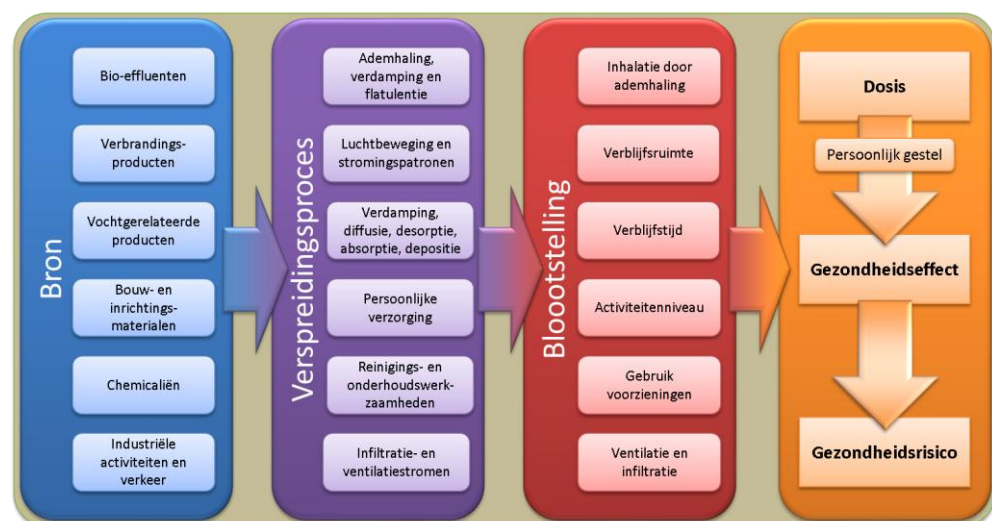 Bron
Bio-effluenten
Verbrandings-
producten
Vochtgerelateerde
producten
Bouw- en
inrichtings-
materialen
Chemicaliën
Industriële
activiteiten en
verkeer
Verspreidingsproces
Ademhaling,
verdamping en
flatulentie
Luchtbeweging en
stromingspatronen
Verdamping,
diffusie, desorptie,
absorptie, depositie
Persoonlijke
verzorging
Reinigings- en
onderhoudswerk-
zaamheden
Infiltratie- en
ventilatiestromen
Bloootstelling
Inhalatie door
ademhaling
Verblijfsruimte
Verblijfstijd
Activiteitenniveau
Gebruik
voorzieningen
Ventilatie en
infiltratie
Dosis
Persoonlijk gestel
Gezondheidseffect
Gezondheidsrisico